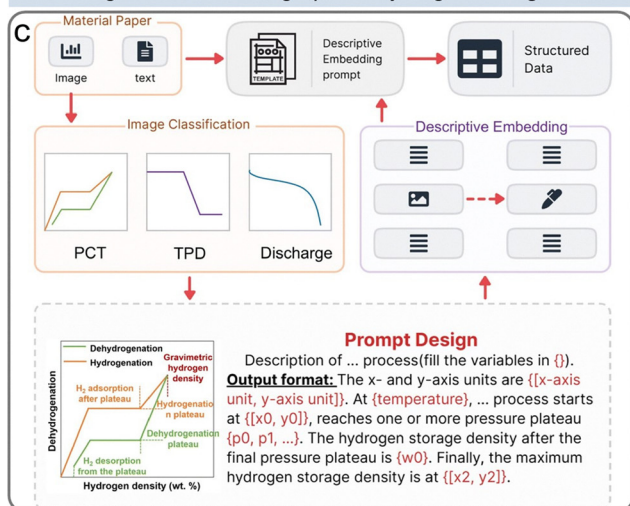 C
Material Paper
Image
text
TEMPLATE
Descriptive
Embedding
prompt
Structured
Data
Image Classification
PCT
TPD
Discharge
Descriptive Embedding
Dehydrogenation
Dehydrogenation
Hydrogenation
Gravimetric
hydrogen
density
H₂ adsorption
after plateau
Hydrogenatio
n plateau
Dehydrogenation
plateau
H₂ desorption
from the plateau
Hydrogen density (wt. %)
Prompt Design
Description of ... process(fill the variables in {}).
Output format: The x- and y-axis units are {[x-axis
unit, y-axis unit]}. At {temperature}, ... process starts
at {[x0, y0]}, reaches one or more pressure plateau
{p0, p1, ...}. The hydrogen storage density after the
final pressure plateau is {w0}. Finally, the maximum
hydrogen storage density is at {[x2, y2]}.